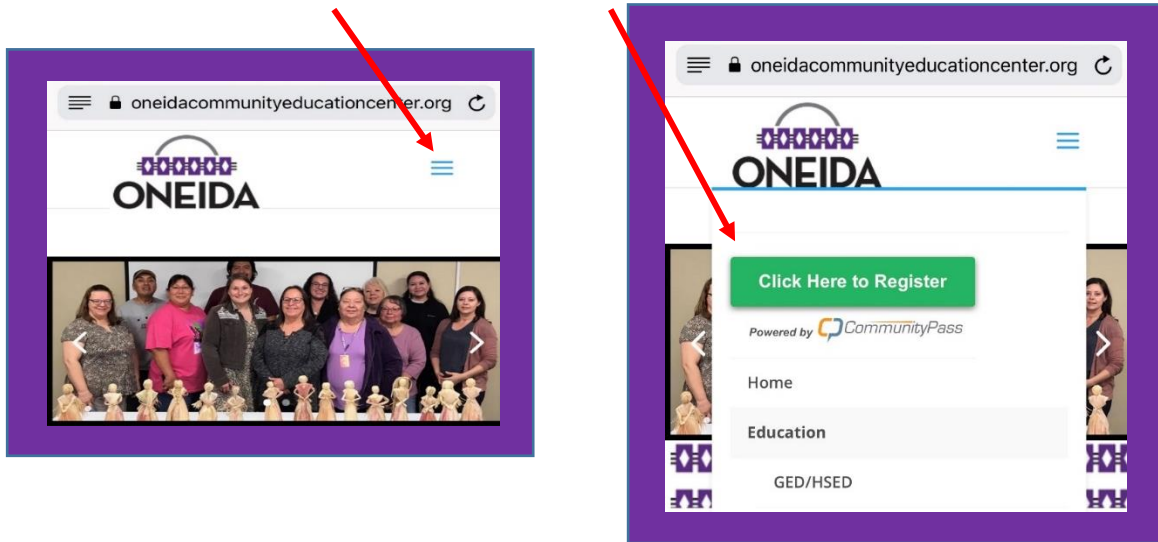 oneidacommunityeducationcenter.org
ONEIDA
oneidacommunityeducationcenter.org
ONEIDA
Click Here to Register
Powered by CommunityPass
Home
Education
GED/HSED